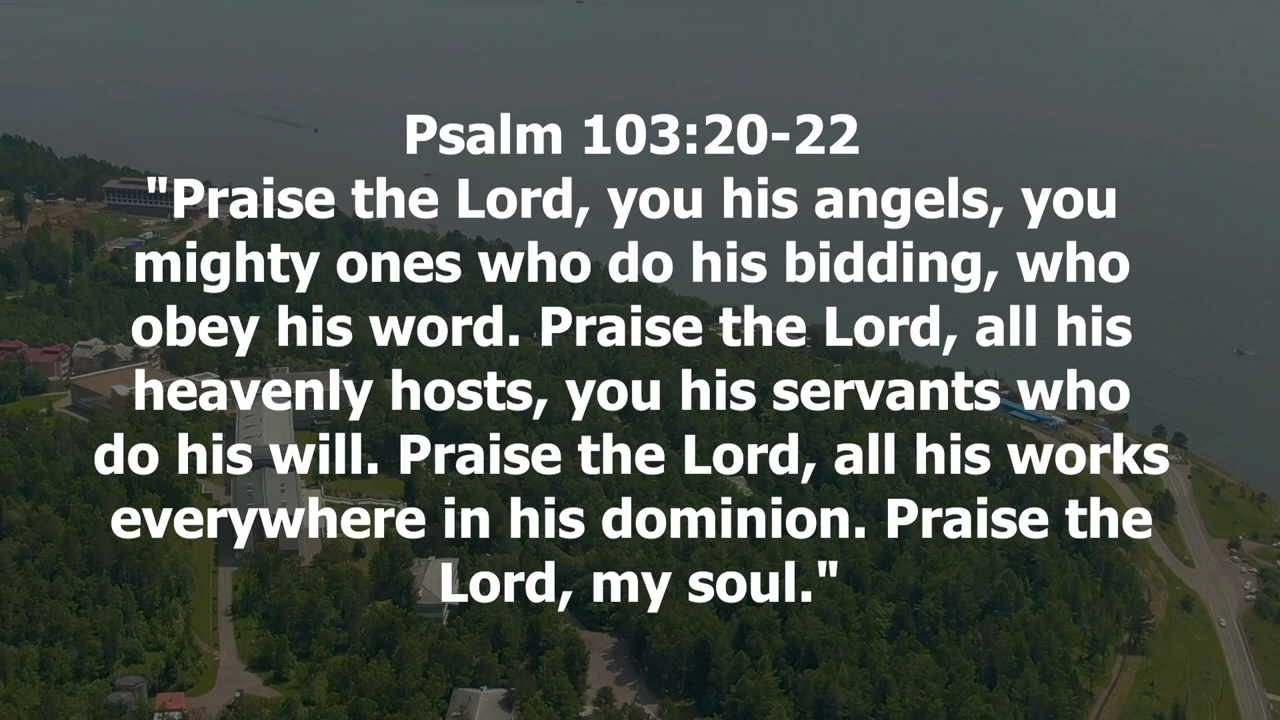 Psalm 103:20-22
"Praise the Lord, you his angels, you
mighty ones who do his bidding, who
obey his word. Praise the Lord, all his
heavenly hosts, you his servants who
do his will. Praise the Lord, all his works
everywhere in his dominion. Praise the
Lord, my soul."